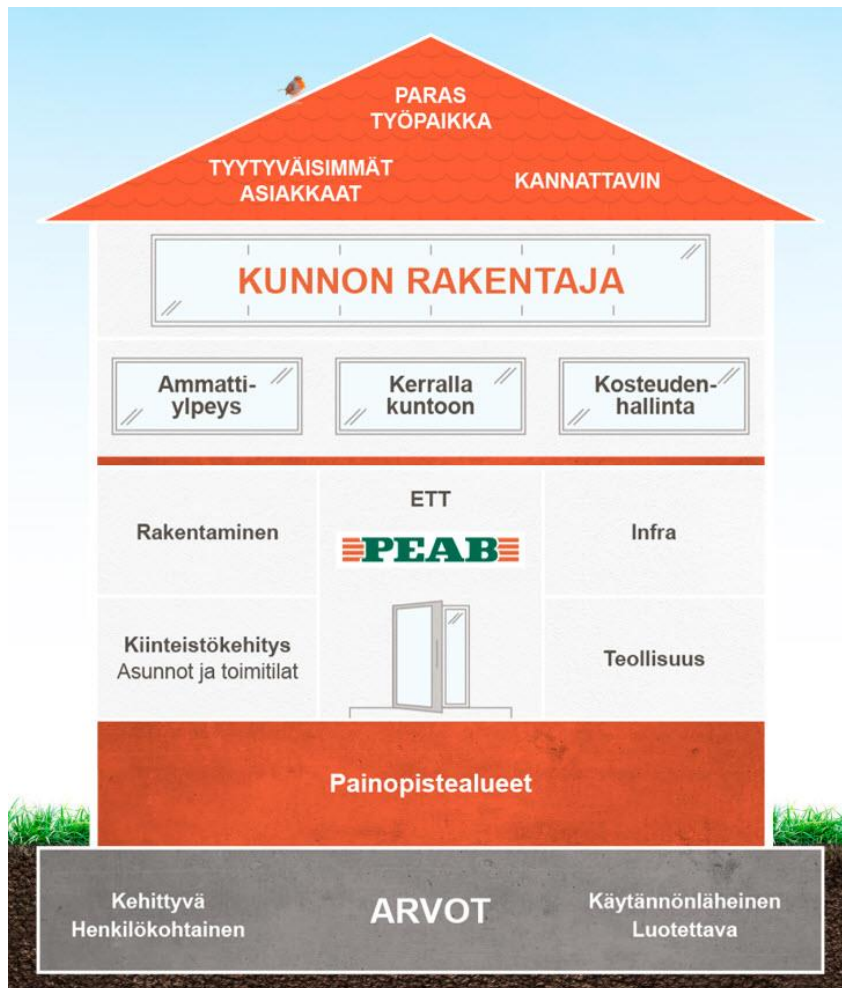 PARAS
TYÖPAIKKA
TYYTYVÄISIMMÄT
ASIAKKAAT
KANNATTAVIN
KUNNON RAKENTAJA
Ammatti-
ylpeys
Kerralla
kuntoon
Kosteuden-
hallinta
Rakentaminen
ETT
PEAB
Infra
Kiinteistökehitys
Asunnot ja toimitilat
Teollisuus
Painopistealueet
Kehittyvä
Henkilökohtainen
ARVOT
Käytännönläheinen
Luotettava